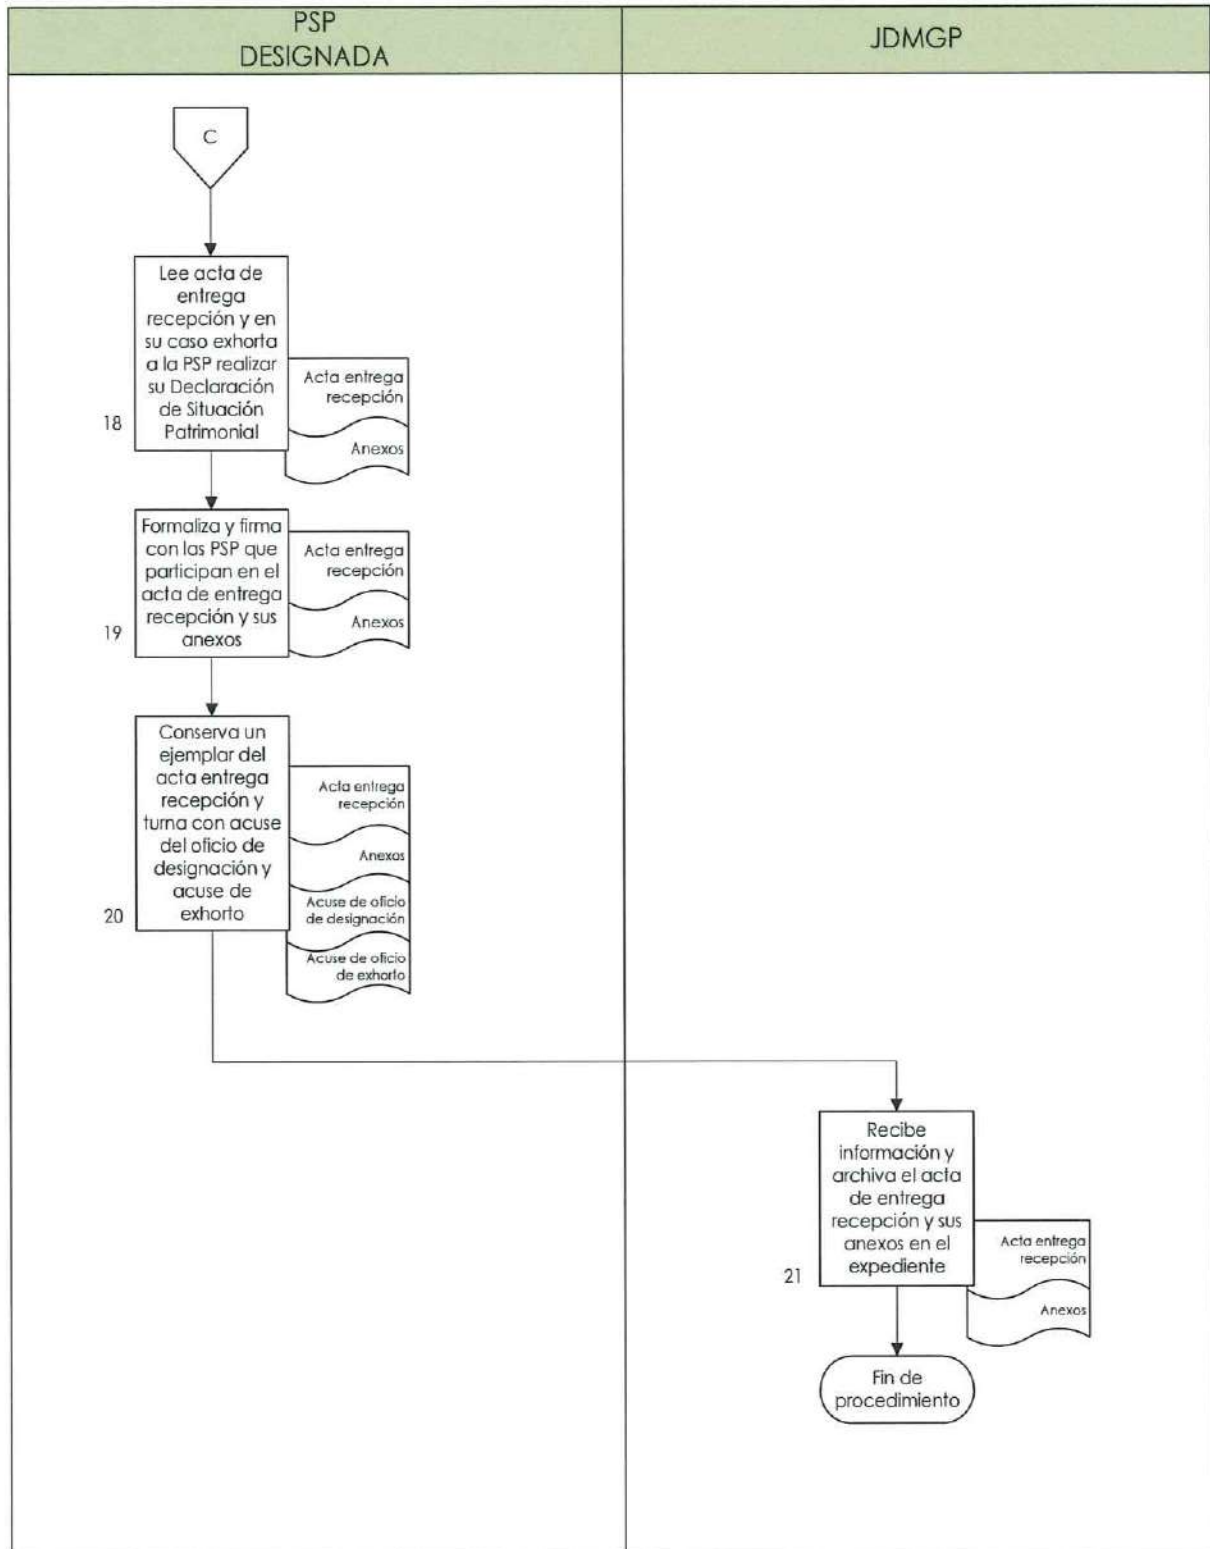 PSP
DESIGNADA
JDMGP
C
Lee acta de
entrega
recepción y en
su caso exhorta
a la PSP realizar
su Declaración
de Situación
Patrimonial
18
Acta entrega
recepción
Anexos
Formaliza y firma
con las PSP que
participan en el
acta de entrega
recepción y sus
anexos
19
Acta entrega
recepción
Anexos
Conserva un
ejemplar del
acta entrega
recepción y
turna con acuse
del oficio de
designación y
acuse de
exhorto
20
Acta entrega
recepción
Anexos
Acuse de oficio
de designación
Acuse de oficio
de exhorto
Recibe
información y
archiva el acta
de entrega
recepción y sus
anexos en el
expediente
21
Acta entrega
recepción
Anexos
Fin de
procedimiento